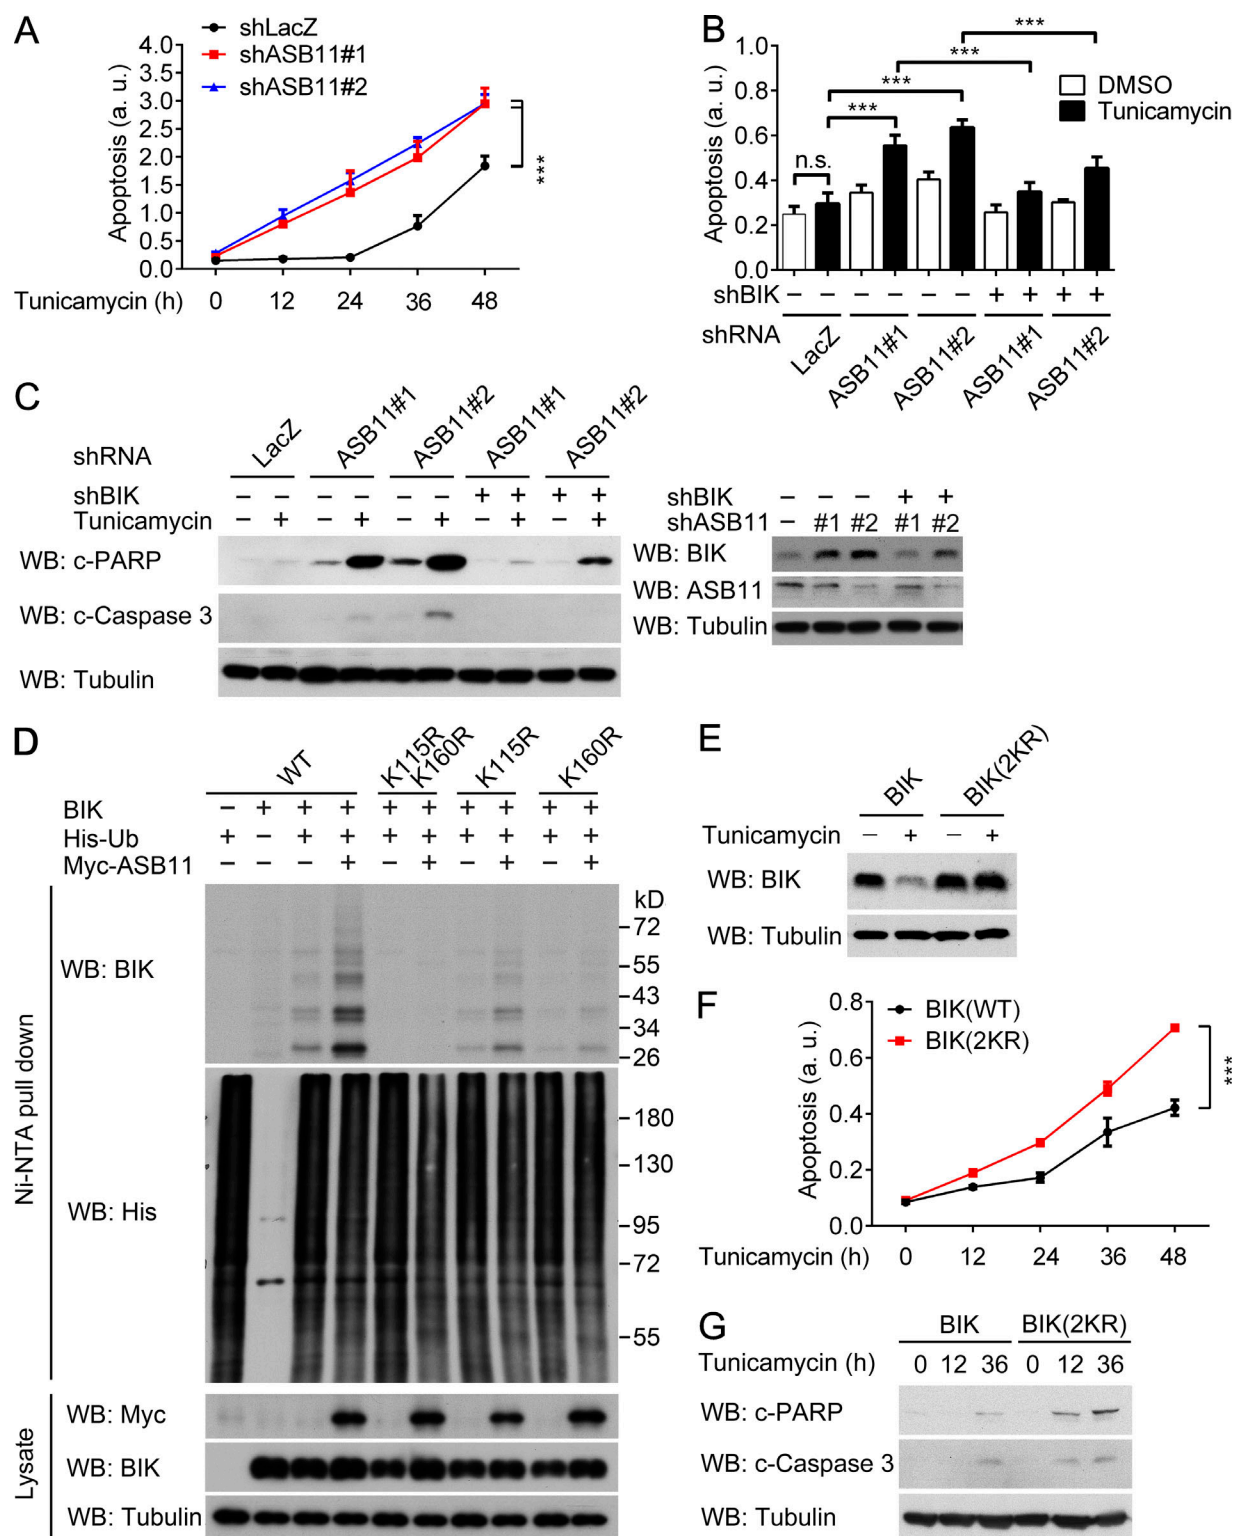 A
shLacZ
shASB11#1
shASB11#2
Apoptosis (a. u.)
4.0
3.5
3.0
2.5
2.0
1.5
1.0
0.5
0.0
***
Tunicamycin (h) 0 12 24 36 48
B
Apoptosis (a. u.)
1.0
0.8
0.6
0.4
0.2
0.0
n.s.
***
***
***
***
DMSO
Tunicamycin
shBIK – – – – – – + + + +
shRNA LacZ ASB11#1 ASB11#2 ASB11#1 ASB11#2
C
shRNA LacZ ASB11#1 ASB11#2 ASB11#1 ASB11#2
shBIK – – – – – – + + + +
Tunicamycin – + – + – + – + – +
WB: c-PARP
WB: c-Caspase 3
WB: Tubulin
shBIK – – – + +
shASB11 – #1 #2 #1 #2
WB: BIK
WB: ASB11
WB: Tubulin
D
WT K115R K160R K115R K160R
BIK – + + + + + + + + +
His-Ub + – + + + + + + + +
Myc-ASB11 – – – + – + – + – +
Ni-NTA pull down
WB: BIK
kD
72
55
43
34
26
WB: His
180
130
95
72
55
Lysate
WB: Myc
WB: BIK
WB: Tubulin
E
BIK BIK(2KR)
Tunicamycin – + – +
WB: BIK
WB: Tubulin
F
BIK(WT)
BIK(2KR)
Apoptosis (a. u.)
0.8
0.6
0.4
0.2
0.0
***
Tunicamycin (h) 0 12 24 36 48
G
BIK BIK(2KR)
Tunicamycin (h) 0 12 36 0 12 36
WB: c-PARP
WB: c-Caspase 3
WB: Tubulin